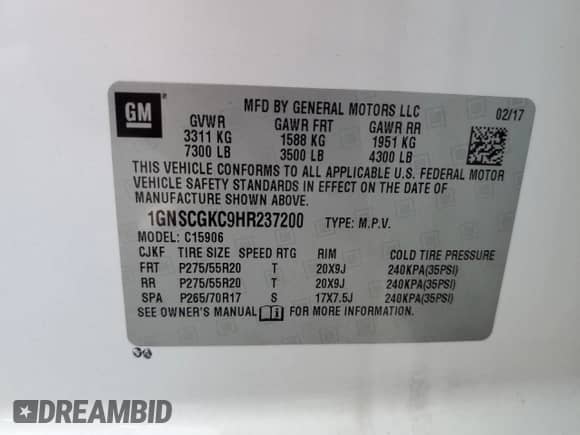 GM
MFD BY GENERAL MOTORS LLC 02/17
GVWR GAWR FRT GAWR RR
3311 KG 1588 KG 1951 KG
7300 LB 3500 LB 4300 LB
THIS VEHICLE CONFORMS TO ALL APPLICABLE U.S. FEDERAL MOTOR
VEHICLE SAFETY STANDARDS IN EFFECT ON THE DATE OF
MANUFACTURE SHOWN ABOVE.
1GNSCGKC9HR237200 TYPE: M.P.V.
MODEL: C15906
CJKF TIRE SIZE SPEED RTG RIM COLD TIRE PRESSURE
FRT P275/55R20 T 20X9J 240KPA(35PSI)
RR P275/55R20 T 20X9J 240KPA(35PSI)
SPA P265/70R17 S 17X7.5J 240KPA(35PSI)
SEE OWNER'S MANUAL FOR MORE INFORMATION.
DREAMBID